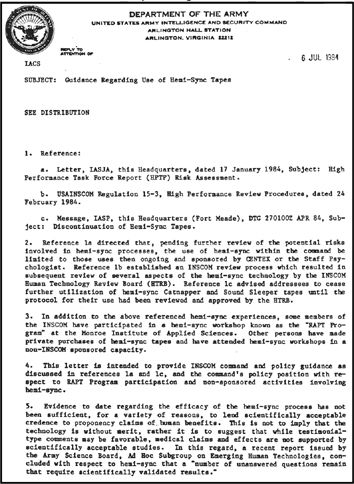 DEPARTMENT OF THE ARMY
UNITED STATES ARMY INTELLIGENCE AND SECURITY COMMAND
ARLINGTON HALL STATION
ARLINGTON, VIRGINIA 22212
REPLY TO
ATTENTION OF
IACS
6 JUL 1984
SUBJECT: Guidance Regarding Use of Hemi-Sync Tapes
SEE DISTRIBUTION
1. Reference:
a. Letter, IASJA, this Headquarters, dated 17 January 1984, Subject: High
Performance Task Force Report (HPTF) Risk Assessment.
b. USAINSCOM Regulation 15-3, High Performance Review Procedures, dated 24
February 1984.
c. Message, IASP, this Headquarters (Fort Meade), DTG 270100Z APR 84, Sub-
ject: Discontinuation of Hemi-Sync Tapes.
2. Reference 1a directed that, pending further review of the potential risks
involved in hemi-sync processes, the use of hemi-sync within the command be
limited to those uses then ongoing and sponsored by CENTEX or the Staff Psy-
chologist. Reference 1b established an INSCOM review process which resulted in
subsequent review of several aspects of the hemi-sync technology by the INSCOM
Human Technology Review Board (HTRB). Reference 1c advised addressees to cease
further utilization of hemi-sync Catnapper and Sound Sleeper tapes until the
protocol for their use had been reviewed and approved by the HTRB.
3. In addition to the above referenced hemi-sync experiences, some members of
the INSCOM have participated in a hemi-sync workshop known as the "RAPT Pro-
gram" at the Monroe Institute of Applied Sciences. Other persons have made
private purchases of hemi-sync tapes and have attended hemi-sync workshops in a
non-INSCOM sponsored capacity.
4. This letter is intended to provide INSCOM command and policy guidance as
discussed in references 1a and 1c, and the command's policy position with re-
spect to RAPT Program participation and non-sponsored activities involving
hemi-sync.
5. Evidence to date regarding the efficacy of the hemi-sync process has not
been sufficient, for a variety of reasons, to lend scientifically acceptable
credence to proponency claims of human benefits. This is not to imply that the
technology is without merit, rather it is to suggest that while testimonial-
type comments may be favorable, medical claims and effects are not supported by
scientifically acceptable studies. In this regard, a recent report issued by
the Army Science Board, Ad Hoc Subgroup on Emerging Human Technologies, con-
cluded with respect to hemi-sync that a "number of unanswered questions remain
that require scientifically validated results."